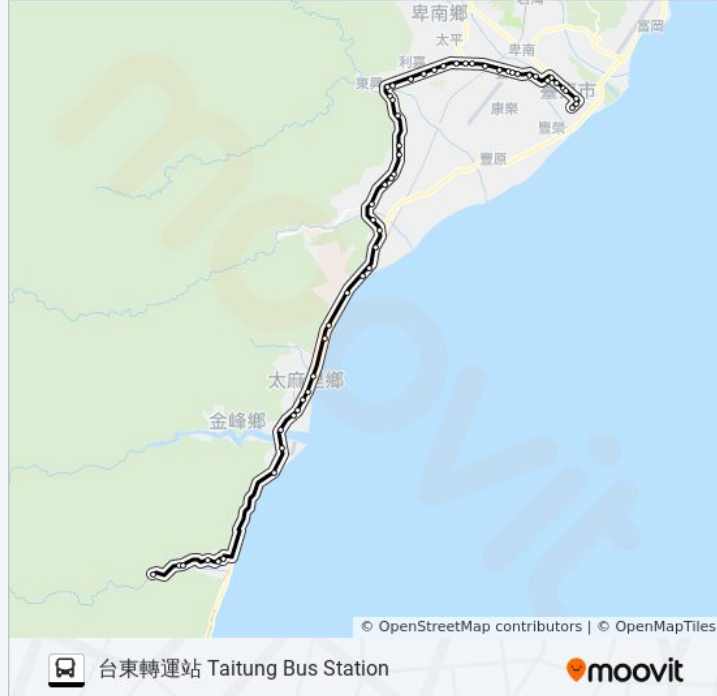 卑南鄉
富岡
太平
卑南
利嘉
東興
臺東市
康樂
豐榮
豐原
moovit
太麻里鄉
金峰鄉
© OpenStreetMap contributors | © OpenMapTiles
台東轉運站 Taitung Bus Station
moovit